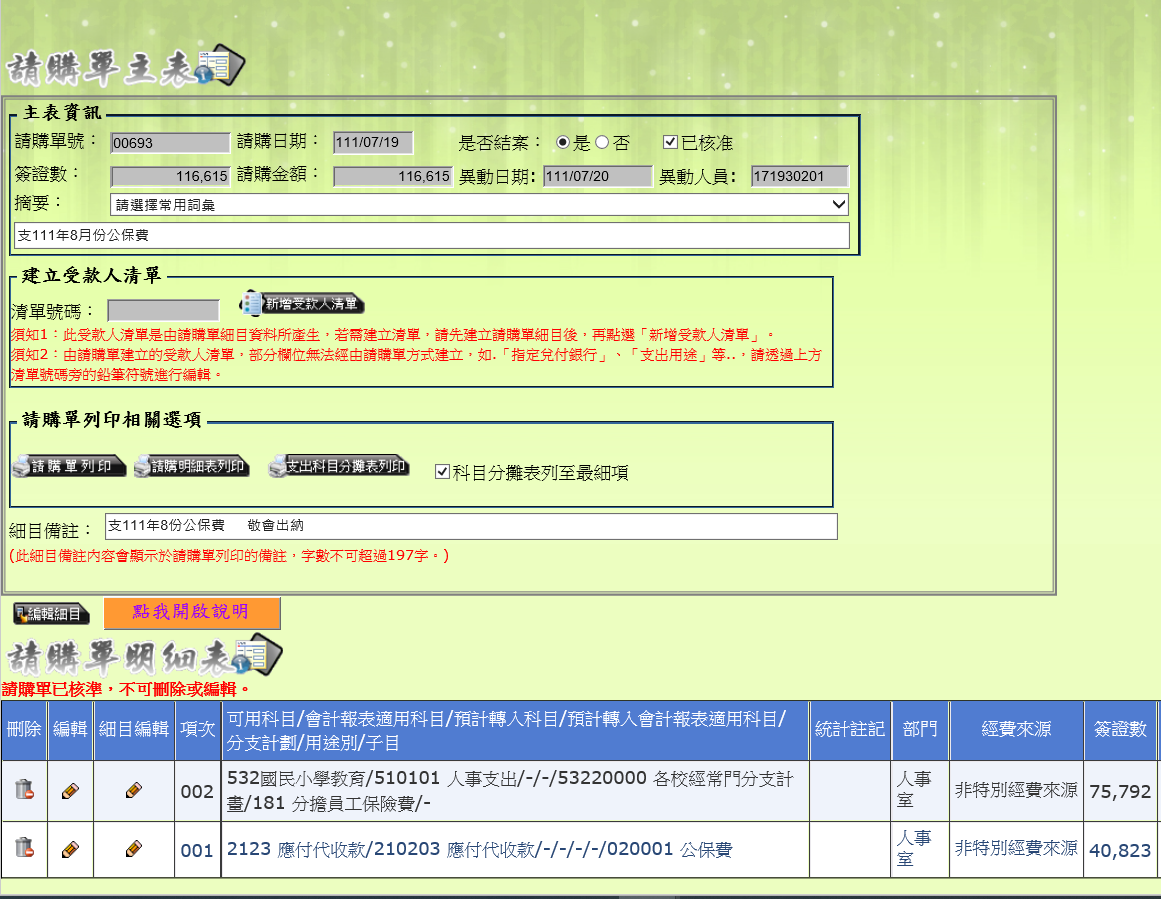 請購單主表
主表資訊
請購單號： 00693 請購日期： 111/07/19 是否結案： 是 否 已核准
簽證數： 116,615 請購金額： 116,615 異動日期: 111/07/20 異動人員: 171930201
摘要： 請選擇常用詞彙
支111年8月份公保費
建立受款人清單
清單號碼： 新增受款人清單
須知1：此受款人清單是由請購單細目資料所產生，若需建立清單，請先建立請購單細目後，再點選「新增受款人清單」。
須知2：由請購單建立的受款人清單，部分欄位無法經由請購單方式建立，如.「指定兌付銀行」、「支出用途」等..，請透過上方
清單號碼旁的鉛筆符號進行編輯。
請購單列印相關選項
請購單列印 請購明細表列印 支出科目分攤表列印 科目分攤表列至最細項
細目備註： 支111年8份公保費 敬會出納
(此細目備註內容會顯示於請購單列印的備註，字數不可超過197字。)
編輯細目 點我開啟說明
請購單明細表
請購單已核準，不可刪除或編輯。
刪除 編輯 細目編輯 項次 可用科目/會計報表適用科目/預計轉入科目/預計轉入會計報表適用科目/ 統計註記 部門 經費來源 簽證數
分支計劃/用途別/子目
002 532國民小學教育/510101 人事支出/-/-/53220000 各校經常門分支計 人事 非特別經費來源 75,792
畫/181 分擔員工保險費/- 室
001 2123 應付代收款/210203 應付代收款/-/-/-/-/020001 公保費 人事 非特別經費來源 40,823
室